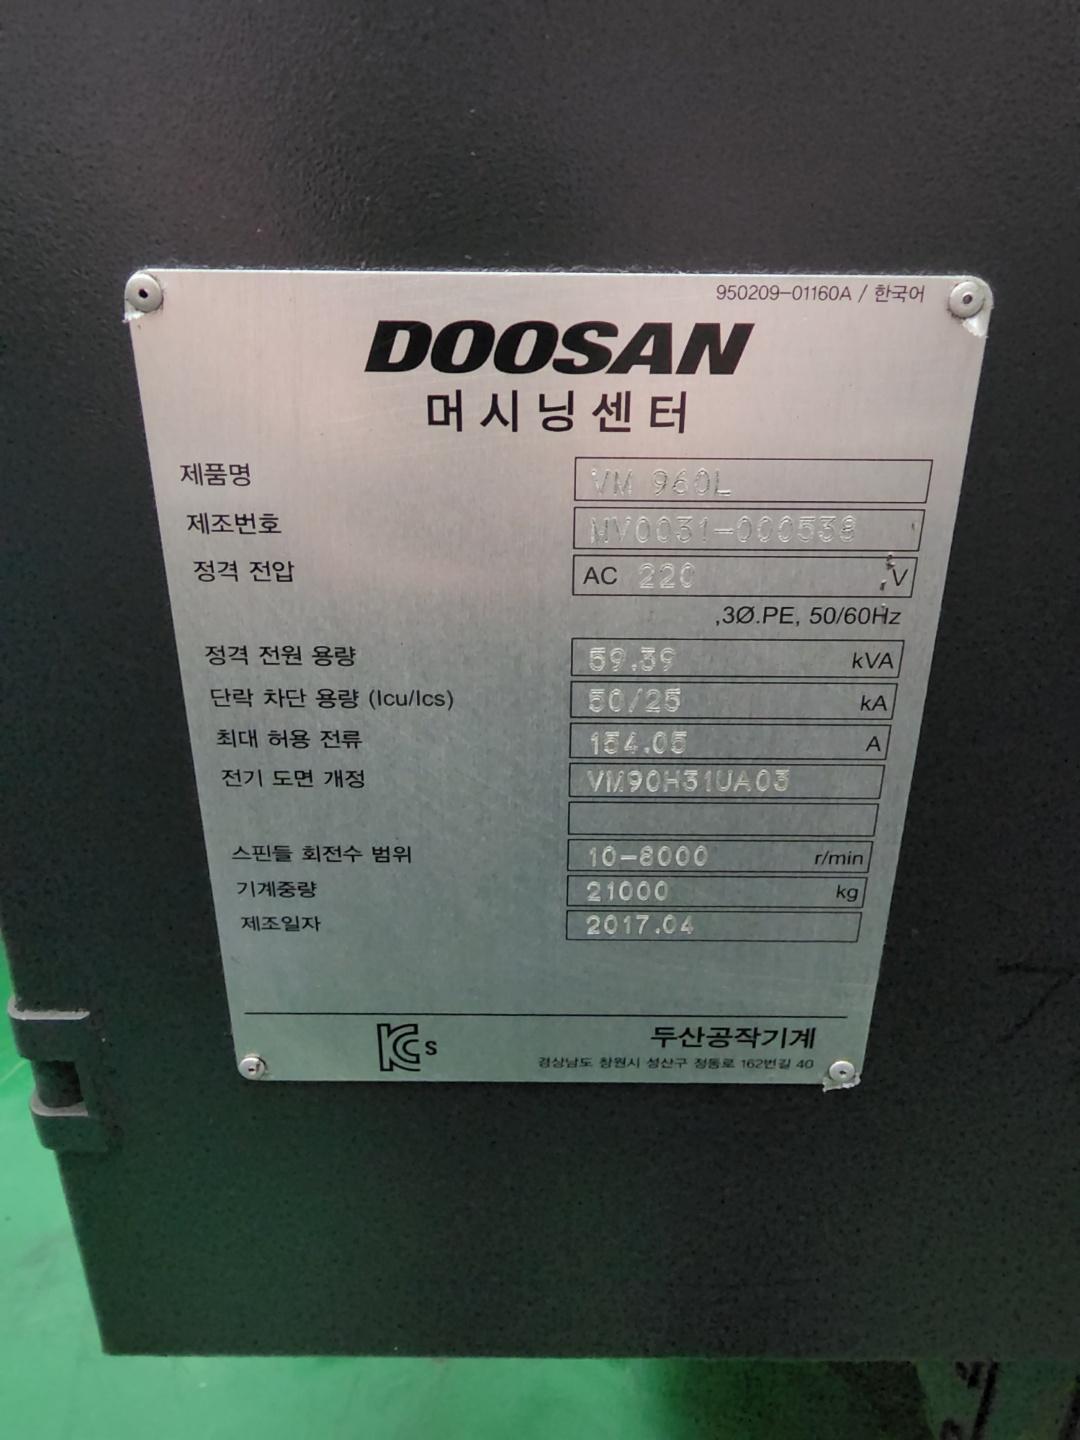 950209-01160A / 한국어
DOOSAN
머시닝센터
제품명 VM 960L
제조번호 MV0031-000538
정격 전압 AC 220 V
,3Ø.PE, 50/60Hz
정격 전원 용량 59.39 kVA
단락 차단 용량 (Icu/Ics) 50/25 kA
최대 허용 전류 154.05 A
전기 도면 개정 VM90H31UA03
스핀들 회전수 범위 10-8000 r/min
기계중량 21000 kg
제조일자 2017.04
KCs 두산공작기계
경상남도 창원시 성산구 정동로 162번길 40